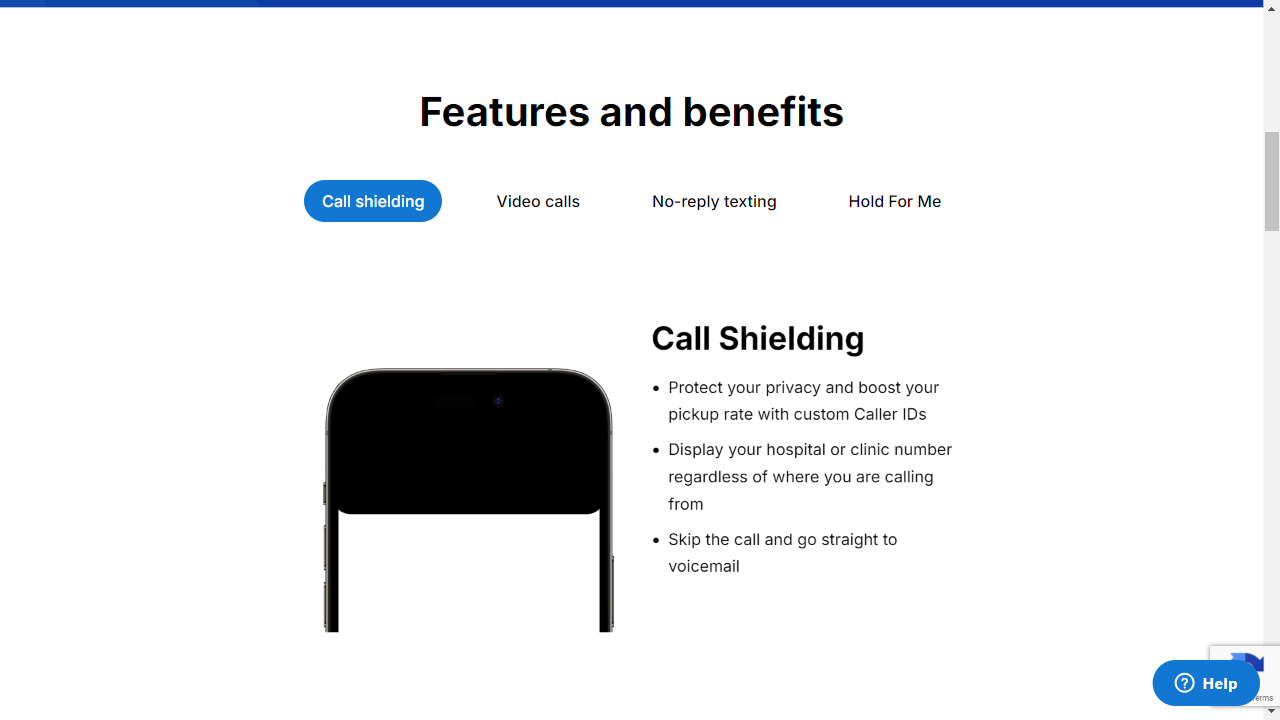 Features and benefits
Call shielding
Video calls
No-reply texting
Hold For Me
Call Shielding
• Protect your privacy and boost your
pickup rate with custom Caller IDs
• Display your hospital or clinic number
regardless of where you are calling
from
• Skip the call and go straight to
voicemail
Help